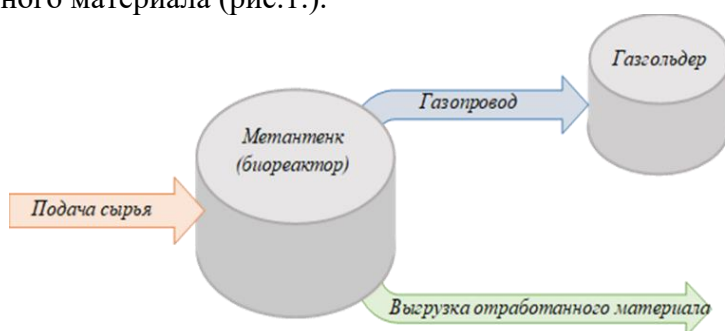 ного материала (рис.1.).
Газгольдер
Газопровод
Метантенк
(биореактор)
Подача сырья
Выгрузка отработанного материала